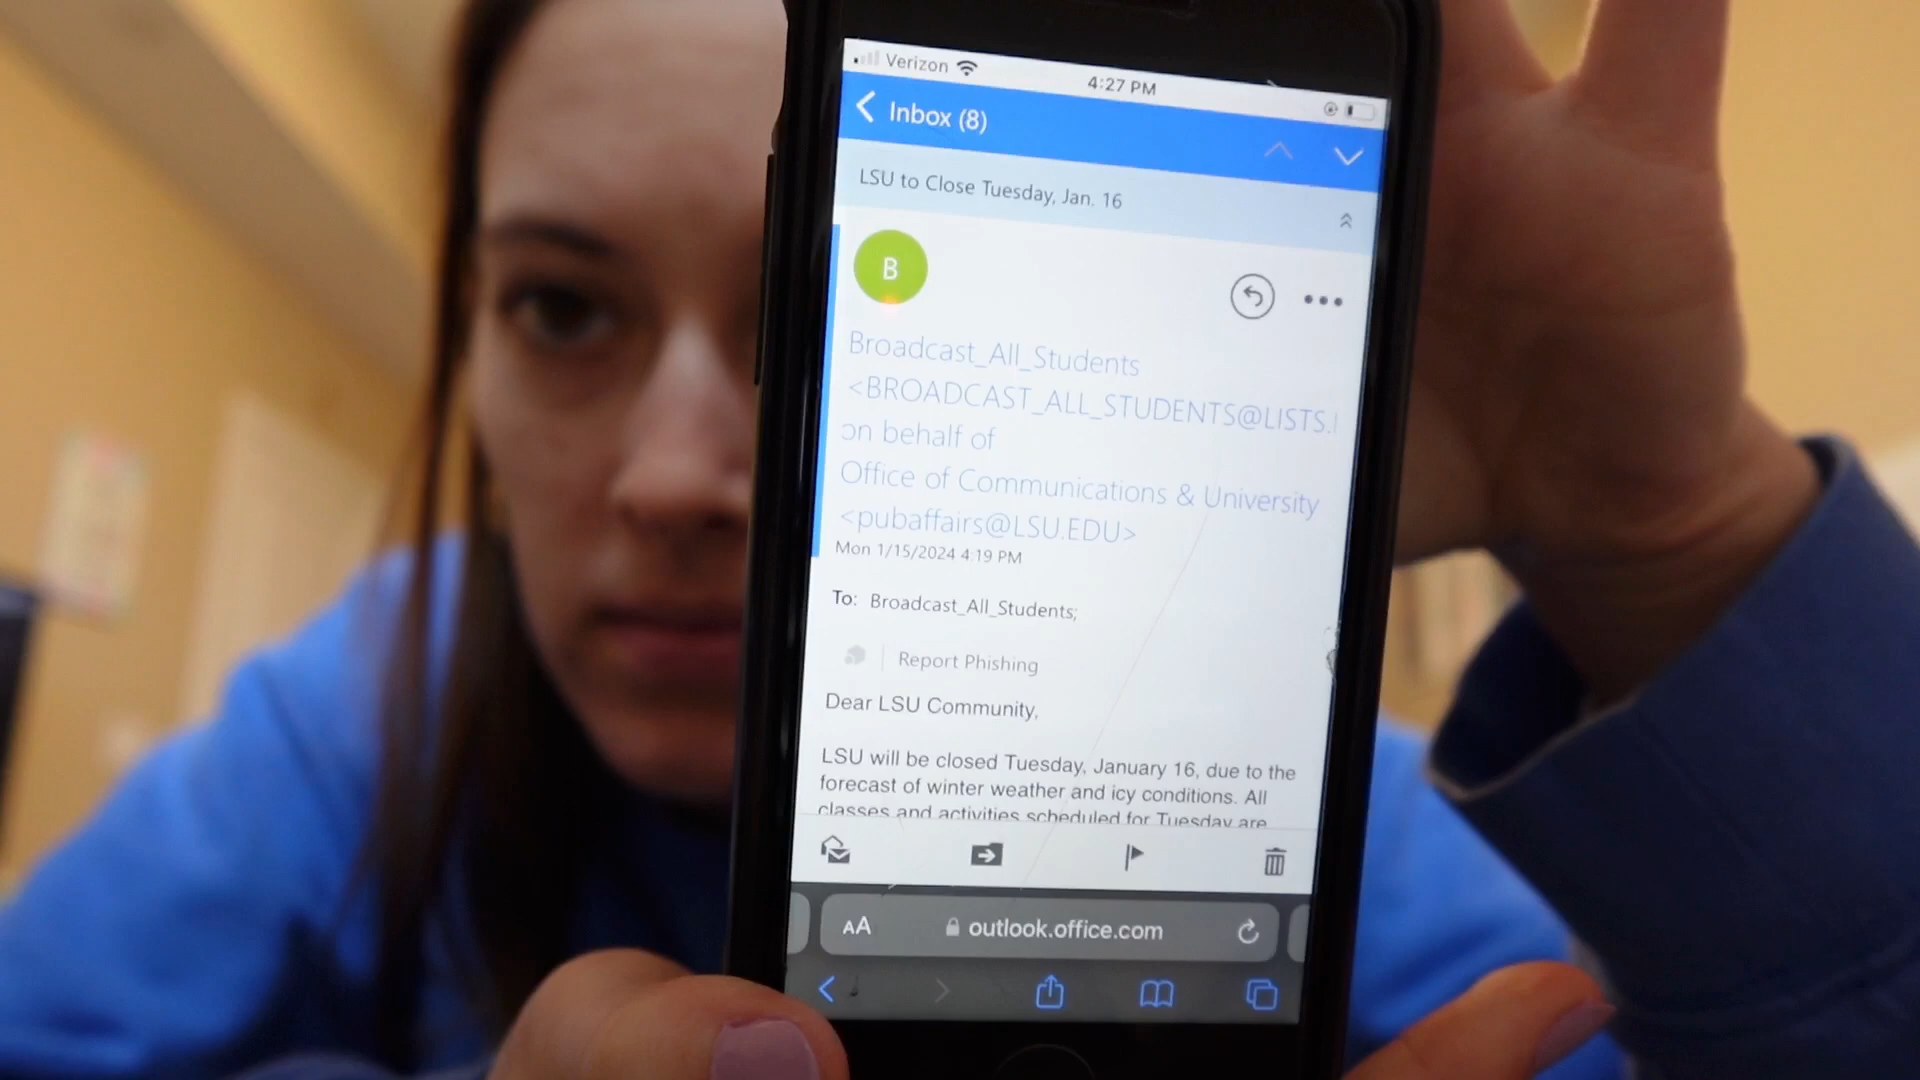 Verizon 4:27 PM
Inbox (8)
LSU to Close Tuesday, Jan. 16
B
Broadcast_All_Students
<BROADCAST_ALL_STUDENTS@LISTS.
on behalf of
Office of Communications & University
<pubaffairs@LSU.EDU>
Mon 1/15/2024 4:19 PM
To: Broadcast_All_Students;
Report Phishing
Dear LSU Community,
LSU will be closed Tuesday, January 16, due to the
forecast of winter weather and icy conditions. All
classes and activities scheduled for Tuesday are
AA outlook.office.com